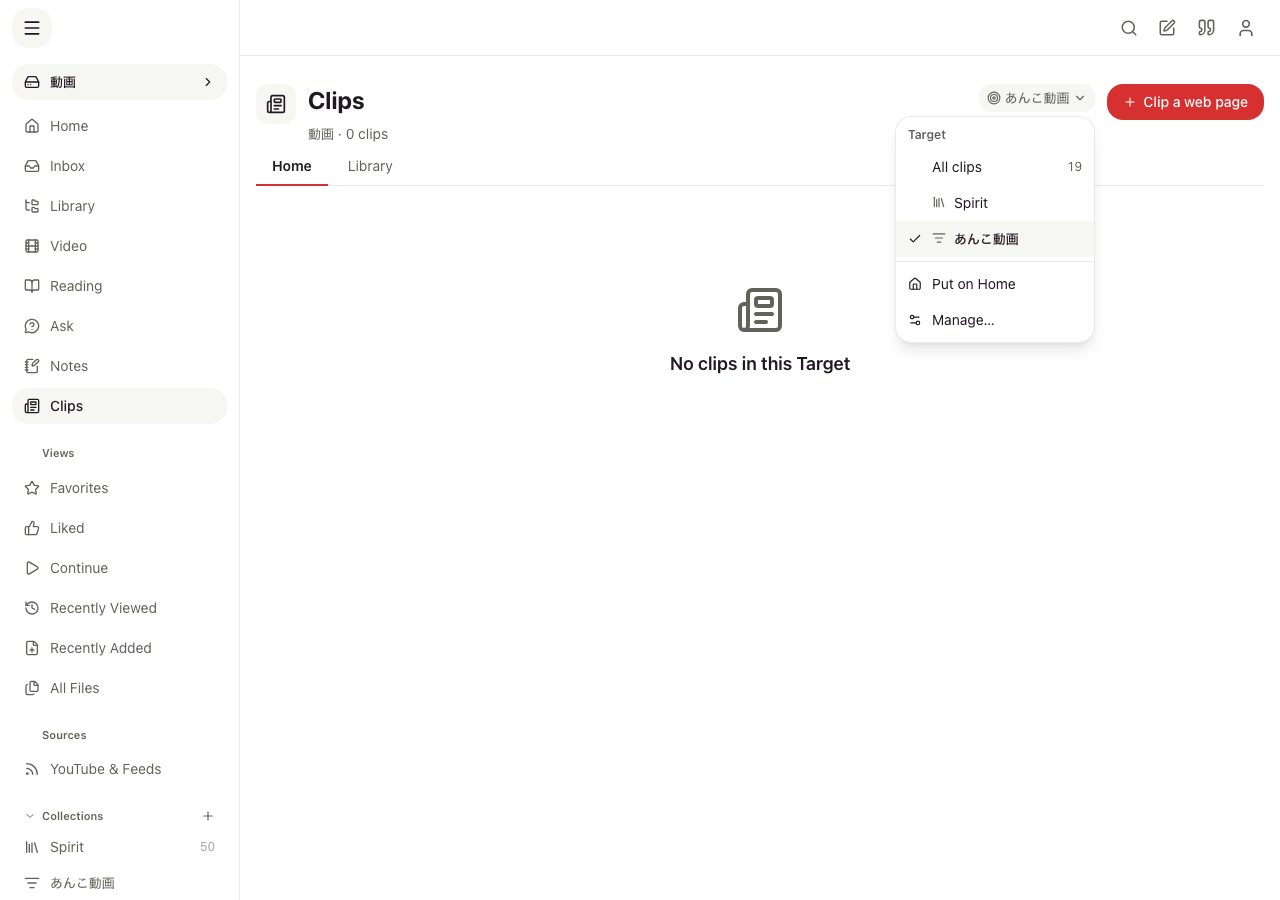 動画
Home
Inbox
Library
Video
Reading
Ask
Notes
Clips
Views
Favorites
Liked
Continue
Recently Viewed
Recently Added
All Files
Sources
YouTube & Feeds
Collections
Spirit 50
あんこ動画
Clips
動画 · 0 clips
あんこ動画
Clip a web page
Home Library
Target
All clips 19
Spirit
あんこ動画
Put on Home
Manage…
No clips in this Target